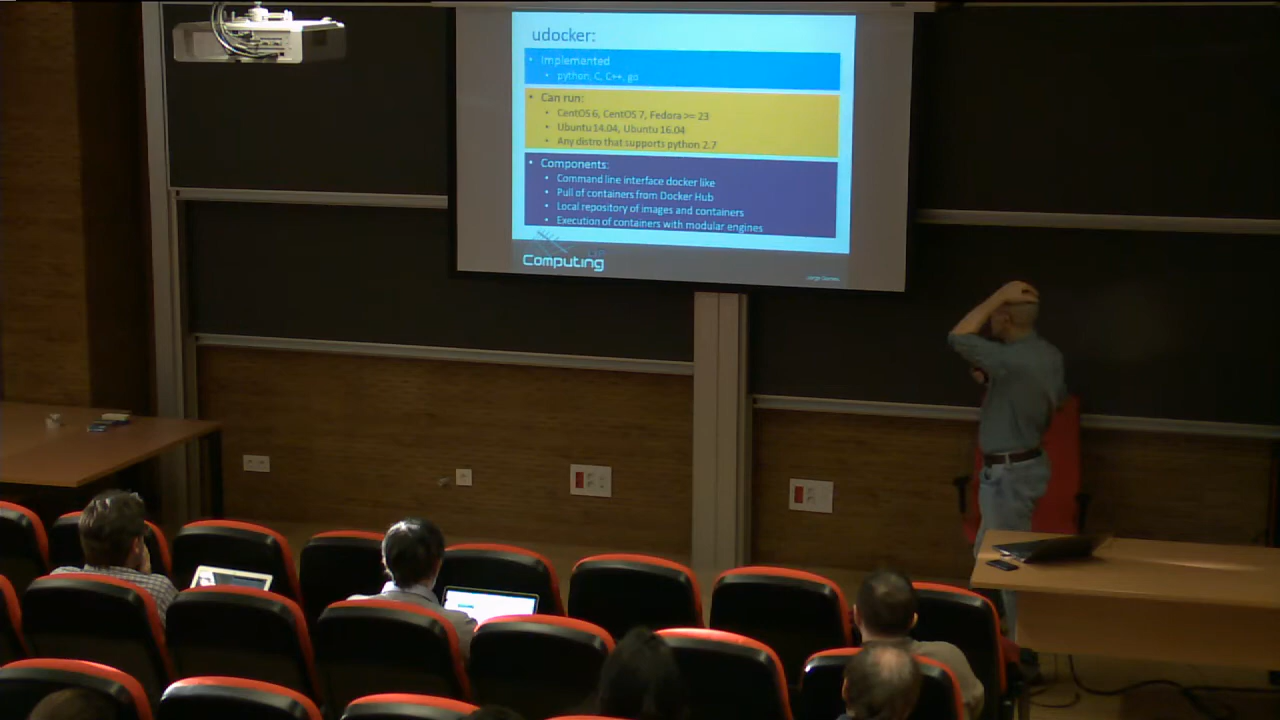 udocker:
• Implemented
• python, C, C++, go
• Can run:
• CentOS 6, CentOS 7, Fedora >= 23
• Ubuntu 14.04, Ubuntu 16.04
• Any distro that supports python 2.7
• Components:
• Command line interface docker like
• Pull of containers from Docker Hub
• Local repository of images and containers
• Execution of containers with modular engines
Computing